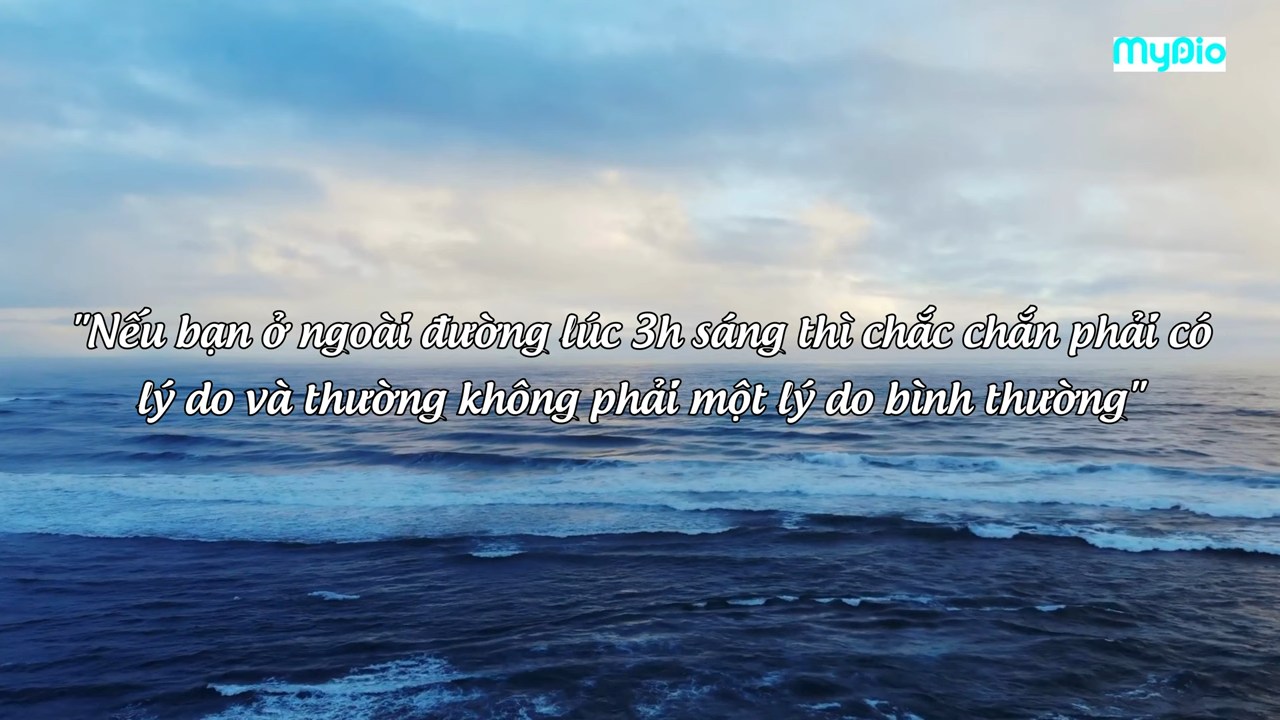 MyDio
"Nếu bạn ở ngoài đường lúc 3h sáng thì chắc chắn phải có
lý do và thường không phải một lý do bình thường"